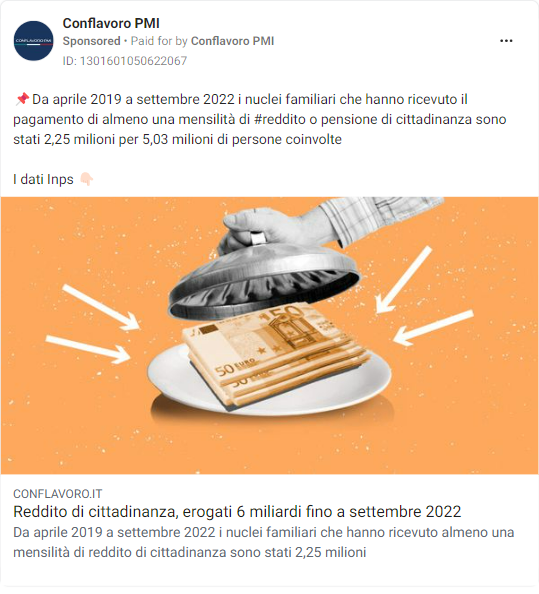 Conflavoro PMI
Sponsored • Paid for by Conflavoro PMI
ID: 1301601050622067
CONFLAVORO PMI
📌Da aprile 2019 a settembre 2022 i nuclei familiari che hanno ricevuto il
pagamento di almeno una mensilità di #reddito o pensione di cittadinanza sono
stati 2,25 milioni per 5,03 milioni di persone coinvolte
I dati Inps 👇🏻
50
50 EURO
50 EURO
CONFLAVORO.IT
Reddito di cittadinanza, erogati 6 miliardi fino a settembre 2022
Da aprile 2019 a settembre 2022 i nuclei familiari che hanno ricevuto almeno una
mensilità di reddito di cittadinanza sono stati 2,25 milioni